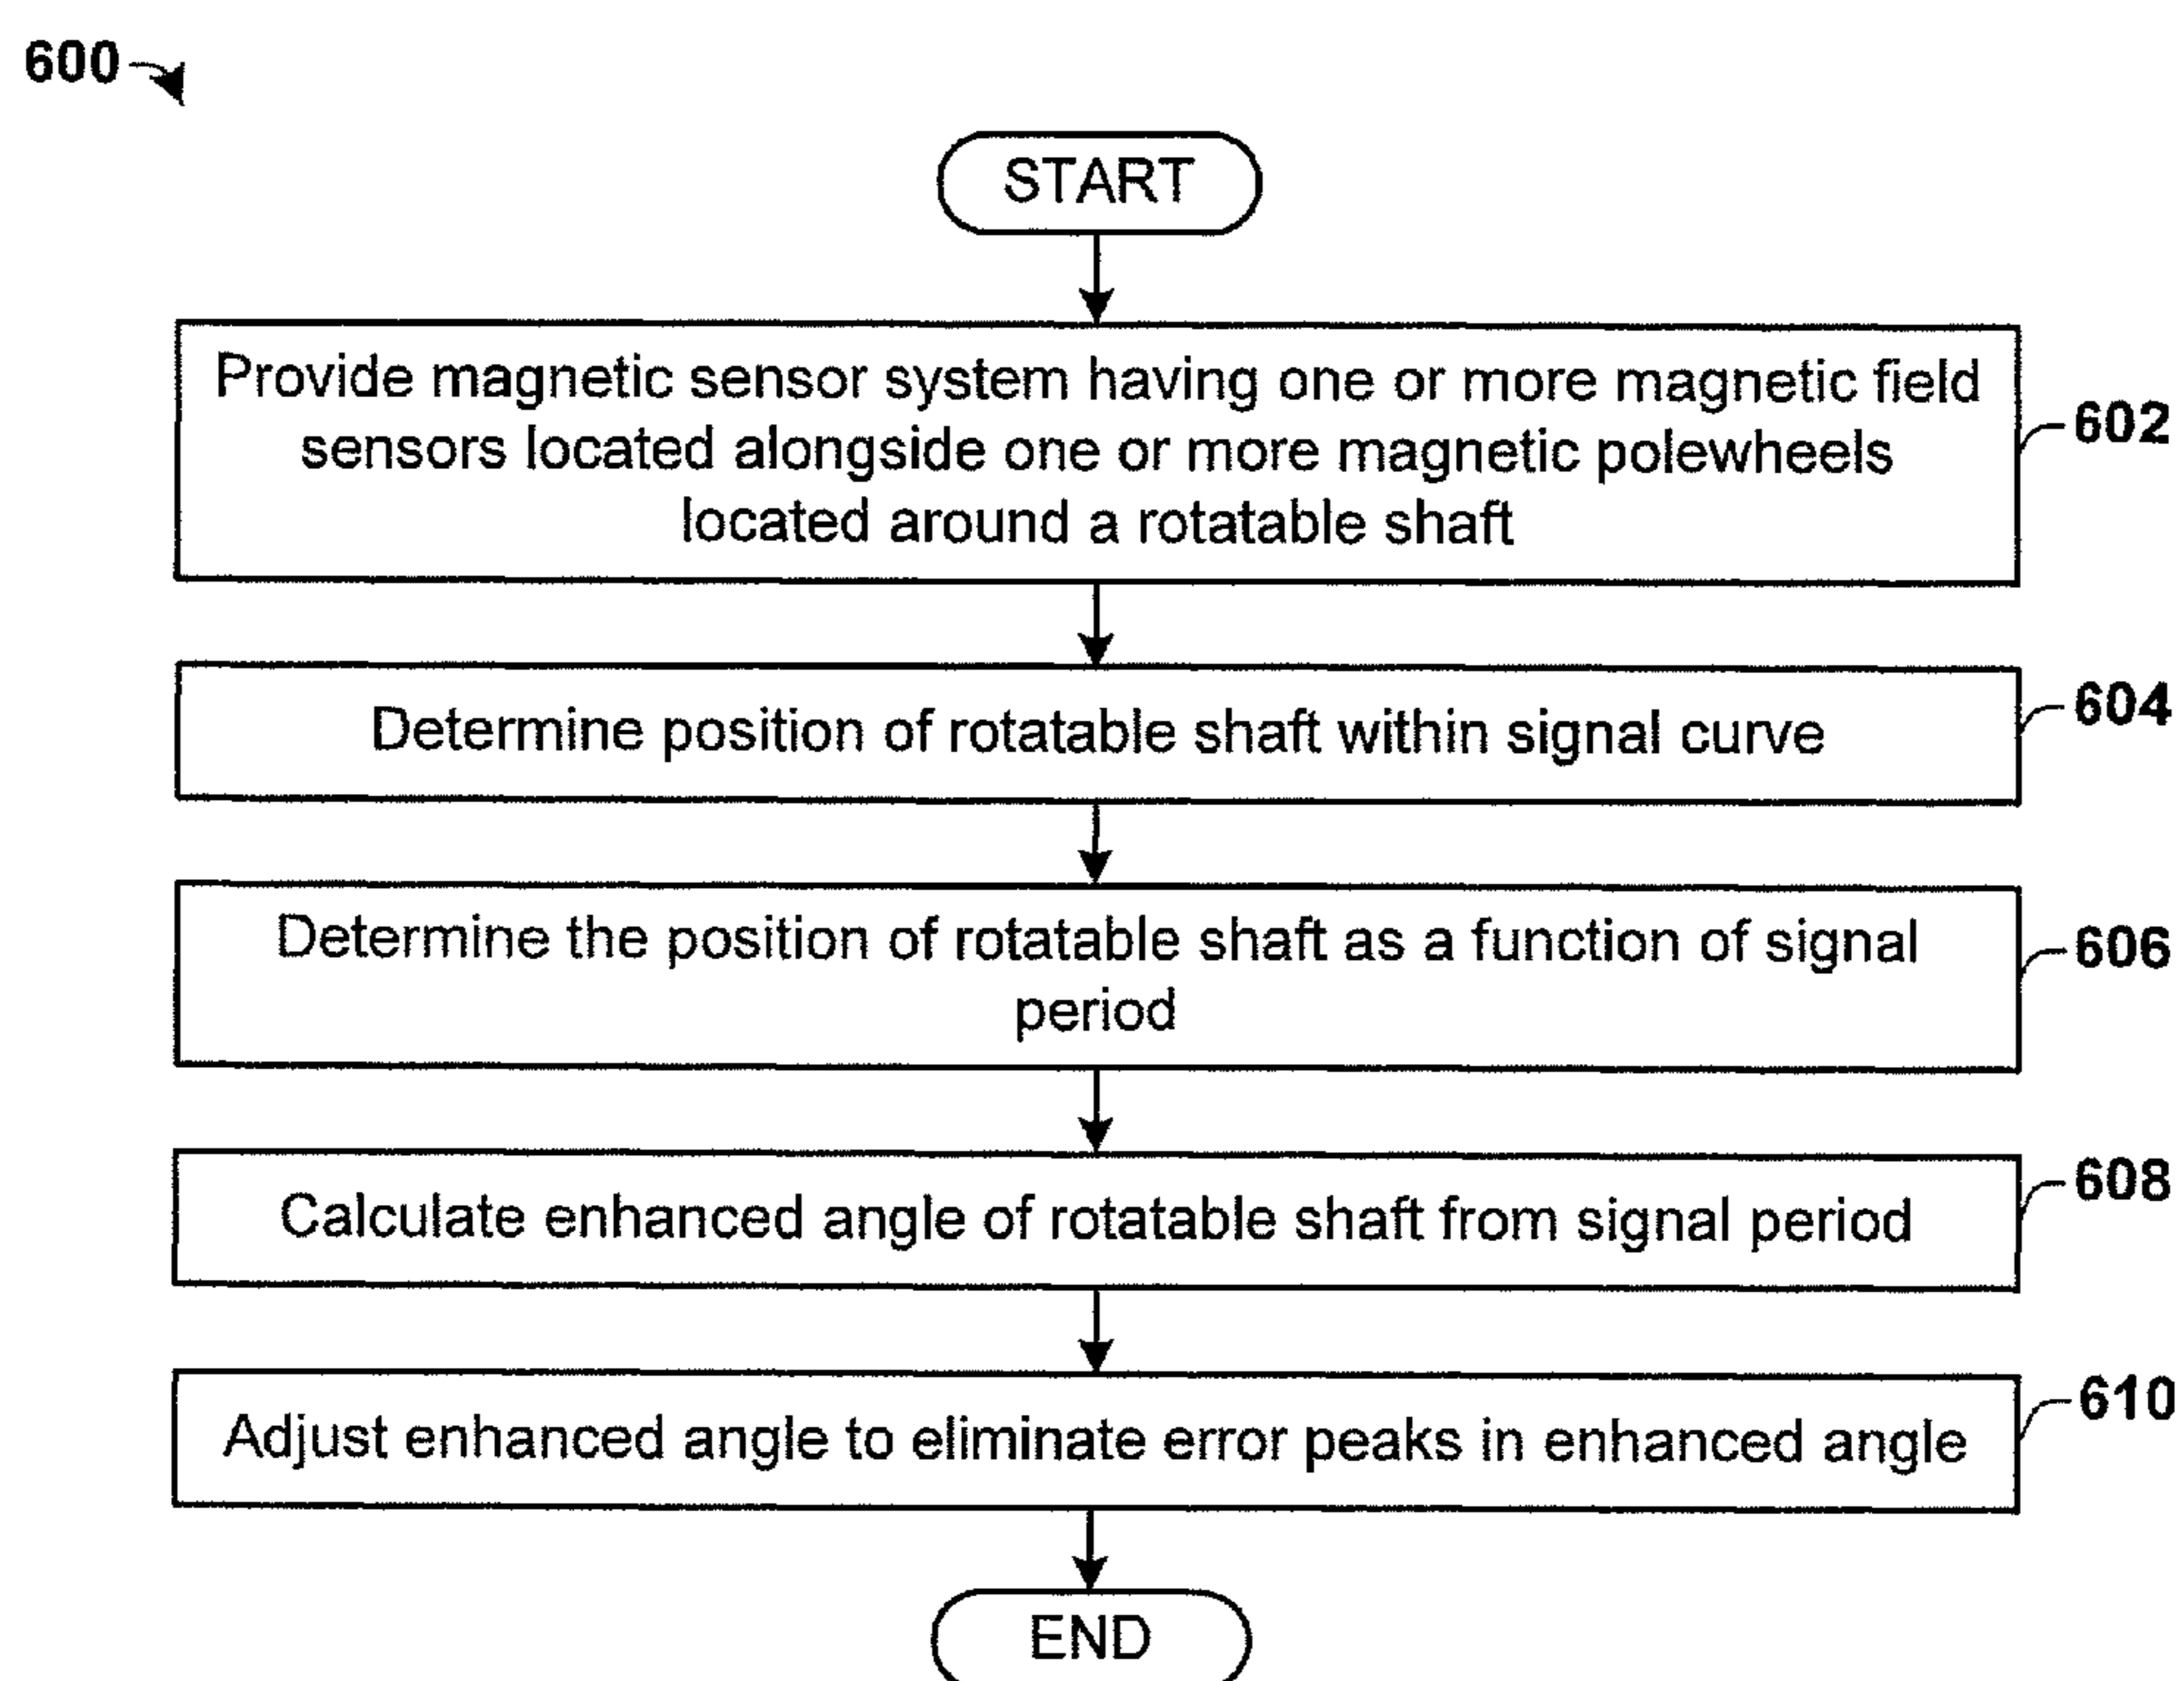 600
START
Provide magnetic sensor system having one or more magnetic field
sensors located alongside one or more magnetic polewheels
located around a rotatable shaft
602
Determine position of rotatable shaft within signal curve
604
Determine the position of rotatable shaft as a function of signal
period
606
Calculate enhanced angle of rotatable shaft from signal period
608
Adjust enhanced angle to eliminate error peaks in enhanced angle
610
END